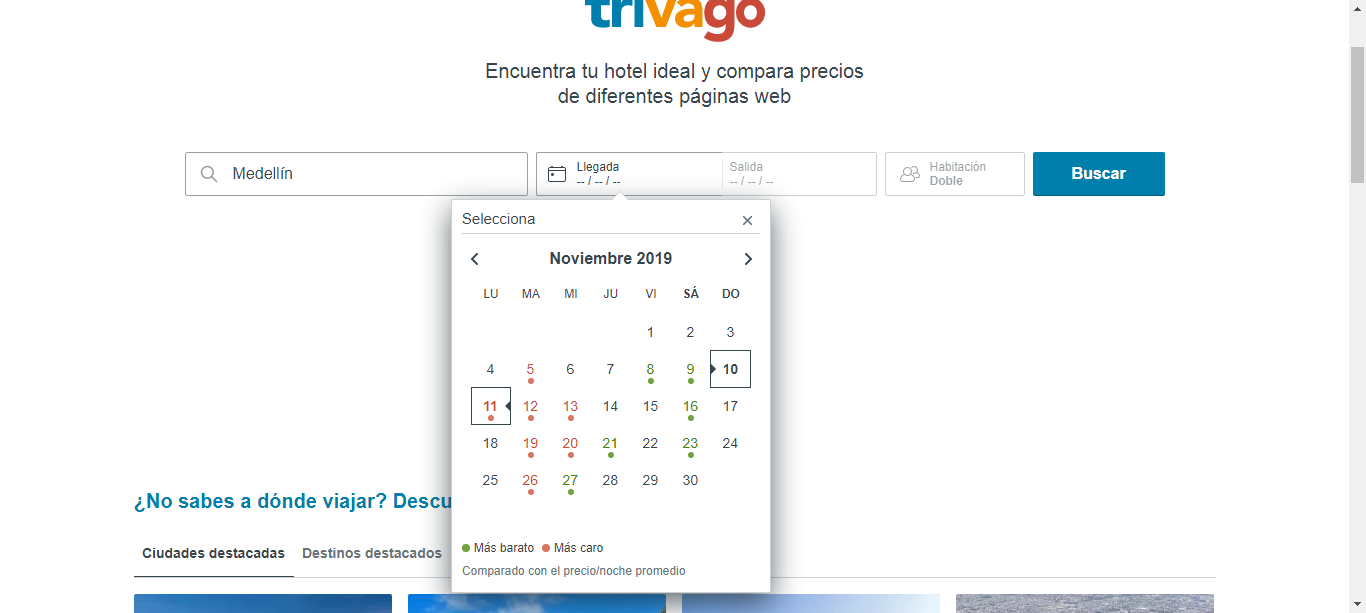 trivago
Encuentra tu hotel ideal y compara precios
de diferentes páginas web
Medellín
Llegada
-- / -- / --
Salida
-- / -- / --
Habitación
Doble
Buscar
Selecciona
Noviembre 2019
LU MA MI JU VI SÁ DO
1 2 3
4 5 6 7 8 9 10
11 12 13 14 15 16 17
18 19 20 21 22 23 24
25 26 27 28 29 30
Más barato Más caro
Comparado con el precio/noche promedio
¿No sabes a dónde viajar? Descu
Ciudades destacadas Destinos destacados